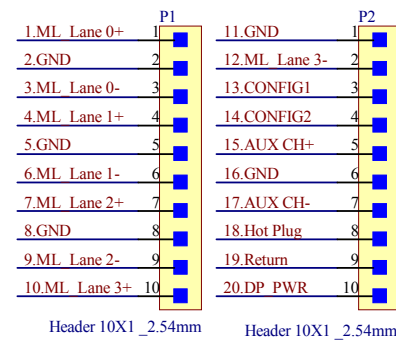 P1
1.ML_Lane 0+ 1
2.GND 2
3.ML_Lane 0- 3
4.ML_Lane 1+ 4
5.GND 5
6.ML_Lane 1- 6
7.ML_Lane 2+ 7
8.GND 8
9.ML_Lane 2- 9
10.ML_Lane 3+ 10
Header 10X1 _2.54mm
P2
11.GND 1
12.ML_Lane 3- 2
13.CONFIG1 3
14.CONFIG2 4
15.AUX CH+ 5
16.GND 6
17.AUX CH- 7
18.Hot Plug 8
19.Return 9
20.DP_PWR 10
Header 10X1 _2.54mm